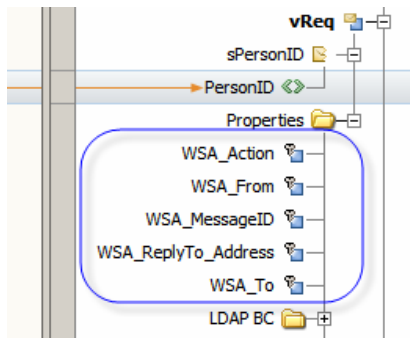 vReq
sPersonID
PersonID
Properties
WSA_Action
WSA_From
WSA_MessageID
WSA_ReplyTo_Address
WSA_To
LDAP BC